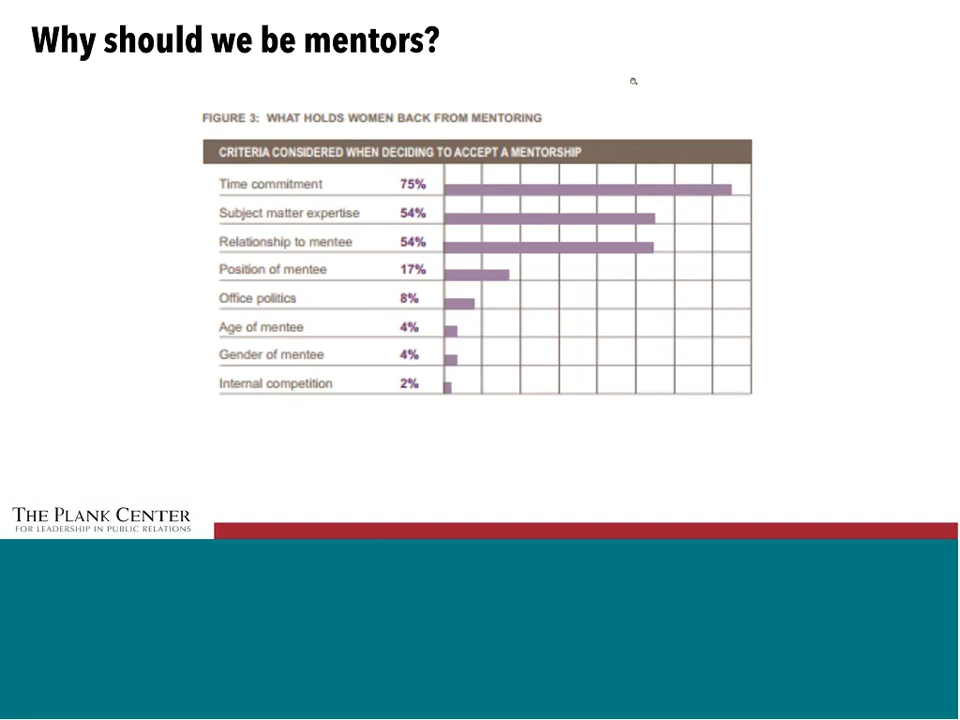 Why should we be mentors?
FIGURE 3: WHAT HOLDS WOMEN BACK FROM MENTORING
CRITERIA CONSIDERED WHEN DECIDING TO ACCEPT A MENTORSHIP
Time commitment 75%
Subject matter expertise 54%
Relationship to mentee 54%
Position of mentee 17%
Office politics 8%
Age of mentee 4%
Gender of mentee 4%
Internal competition 2%
THE PLANK CENTER
FOR LEADERSHIP IN PUBLIC RELATIONS